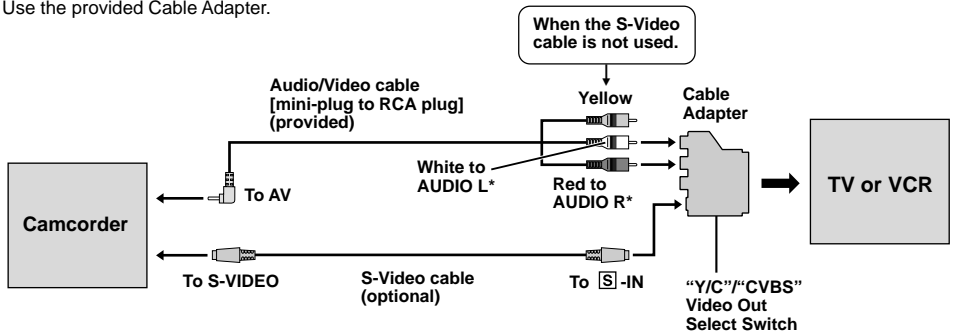 Use the provided Cable Adapter.
When the S-Video
cable is not used.
Audio/Video cable
[mini-plug to RCA plug]
(provided)
Yellow
Cable
Adapter
White to
AUDIO L*
Red to
AUDIO R*
To AV
Camcorder
TV or VCR
To S-VIDEO
S-Video cable
(optional)
To S -IN
“Y/C”/“CVBS”
Video Out
Select Switch